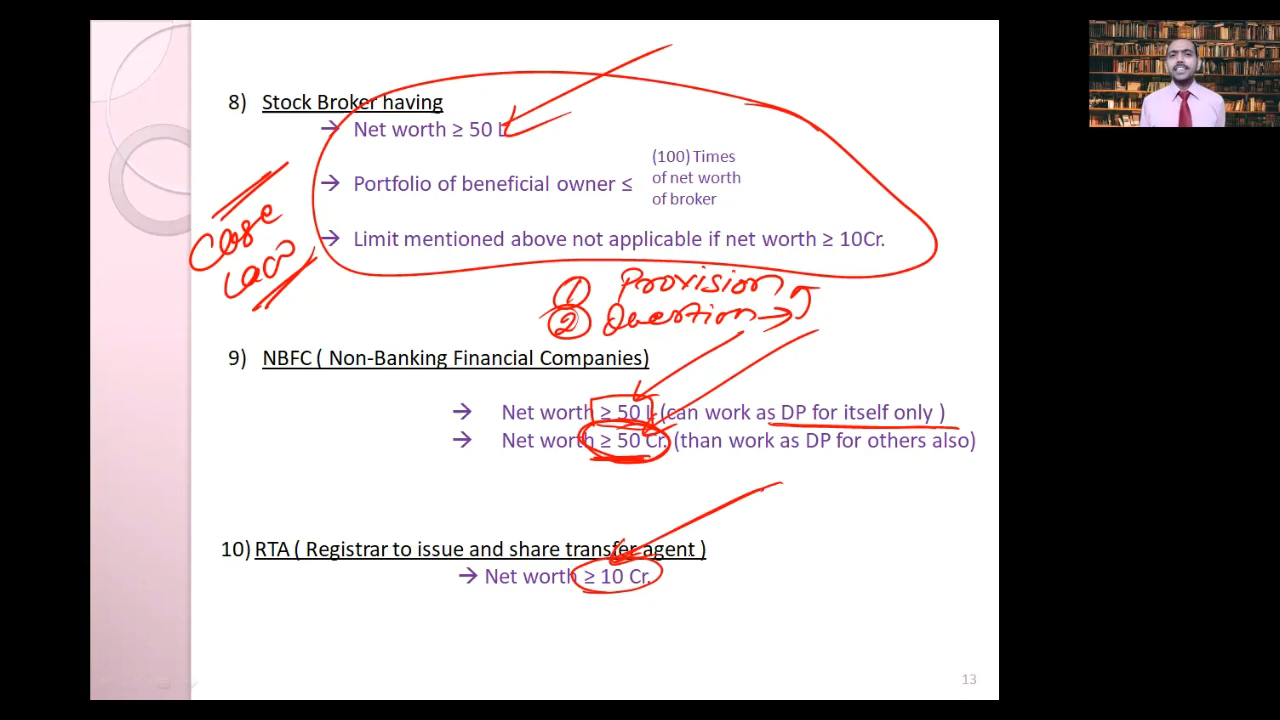 8) Stock Broker having
→ Net worth ≥ 50 L
→ Portfolio of beneficial owner ≤
(100) Times
of net worth
of broker
→ Limit mentioned above not applicable if net worth ≥ 10Cr.
Case
Law
① Provision
② Question →
9) NBFC ( Non-Banking Financial Companies)
→ Net worth ≥ 50 L (can work as DP for itself only )
→ Net worth ≥ 50 Cr. (than work as DP for others also)
10) RTA ( Registrar to issue and share transfer agent )
→ Net worth ≥ 10 Cr.
13